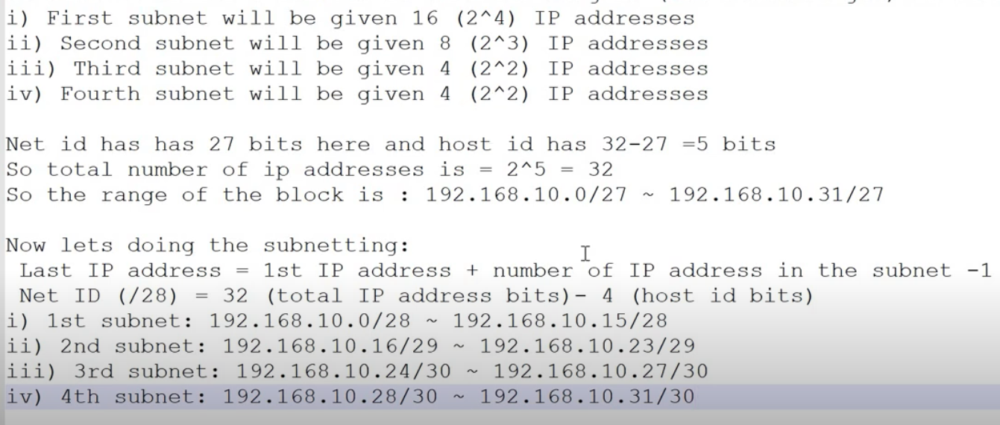 i) First subnet will be given 16 (2^4) IP addresses
ii) Second subnet will be given 8 (2^3) IP addresses
iii) Third subnet will be given 4 (2^2) IP addresses
iv) Fourth subnet will be given 4 (2^2) IP addresses
Net id has has 27 bits here and host id has 32-27 =5 bits
So total number of ip addresses is = 2^5 = 32
So the range of the block is : 192.168.10.0/27 ~ 192.168.10.31/27
Now lets doing the subnetting:
Last IP address = 1st IP address + number of IP address in the subnet -1
Net ID (/28) = 32 (total IP address bits)- 4 (host id bits)
i) 1st subnet: 192.168.10.0/28 ~ 192.168.10.15/28
ii) 2nd subnet: 192.168.10.16/29 ~ 192.168.10.23/29
iii) 3rd subnet: 192.168.10.24/30 ~ 192.168.10.27/30
iv) 4th subnet: 192.168.10.28/30 ~ 192.168.10.31/30